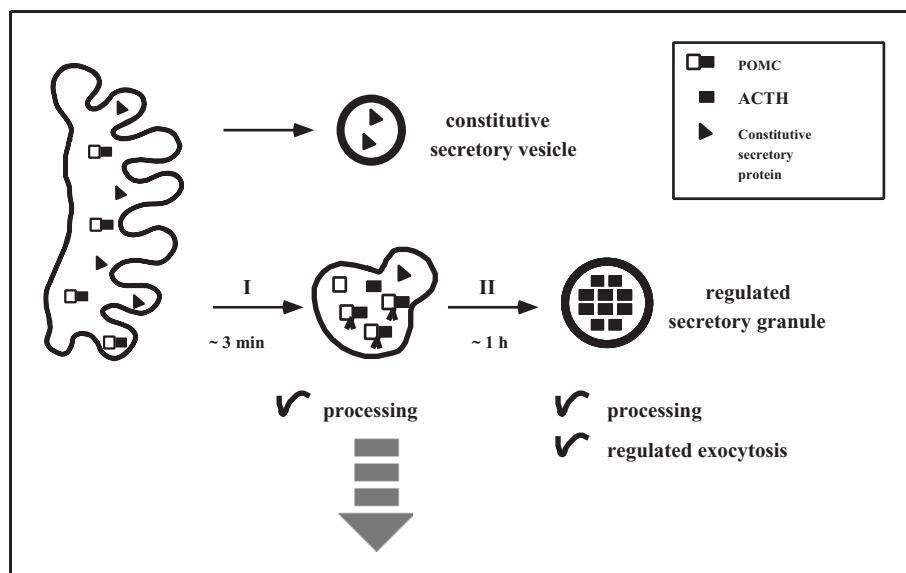 POMC
ACTH
Constitutive
secretory
protein
constitutive
secretory vesicle
I
~ 3 min
II
~ 1 h
regulated
secretory granule
processing
processing
regulated exocytosis